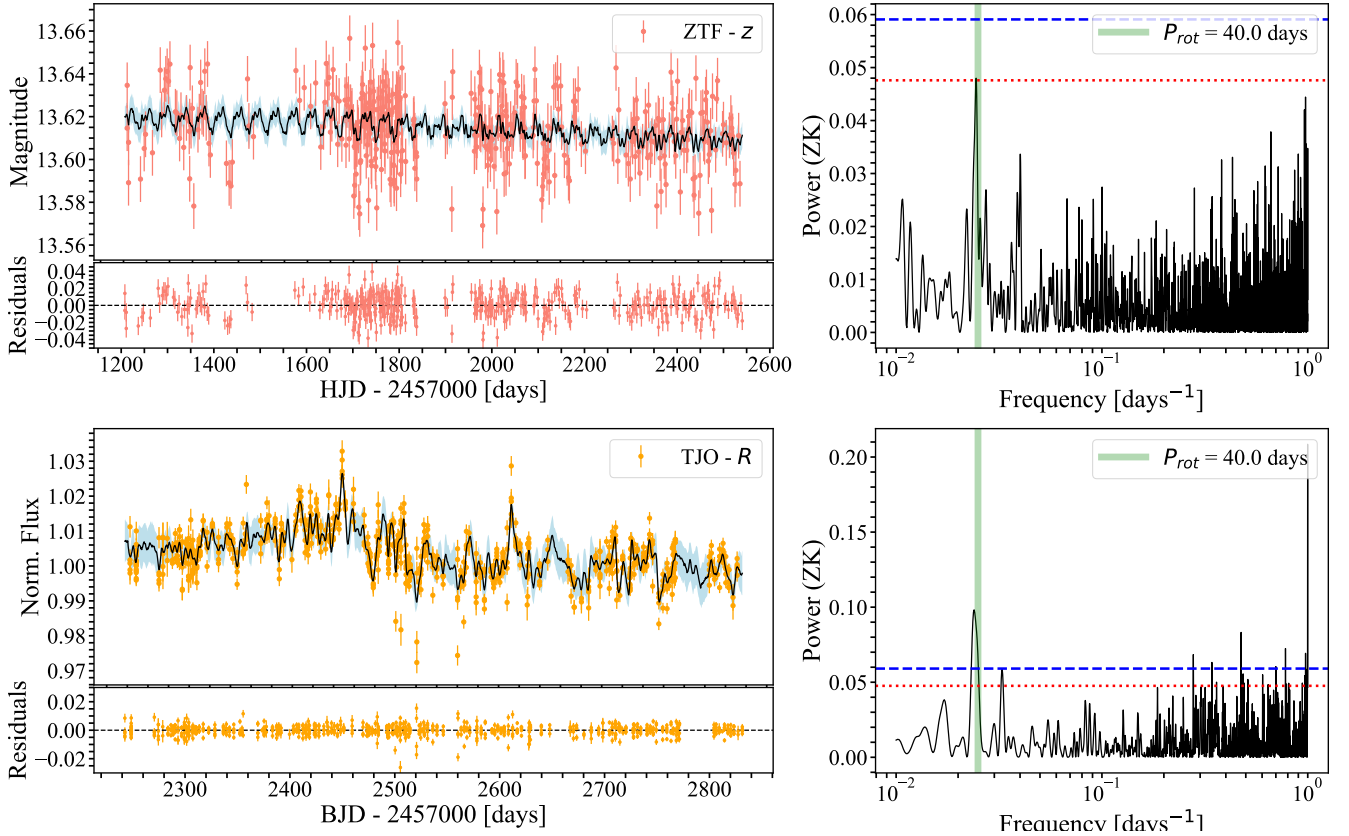 ZTF - z
Magnitude
13.66
13.64
13.62
13.60
13.58
13.56
Residuals
0.04
0.02
0.00
−0.02
−0.04
1200 1400 1600 1800 2000 2200 2400 2600
HJD - 2457000 [days]
P_rot = 40.0 days
Power (ZK)
0.06
0.05
0.04
0.03
0.02
0.01
0.00
10⁻² 10⁻¹ 10⁰
Frequency [days⁻¹]
TJO - R
Norm. Flux
1.03
1.02
1.01
1.00
0.99
0.98
0.97
Residuals
0.02
0.00
−0.02
2300 2400 2500 2600 2700 2800
BJD - 2457000 [days]
P_rot = 40.0 days
Power (ZK)
0.20
0.15
0.10
0.05
0.00
10⁻² 10⁻¹ 10⁰
Frequency [days⁻¹]